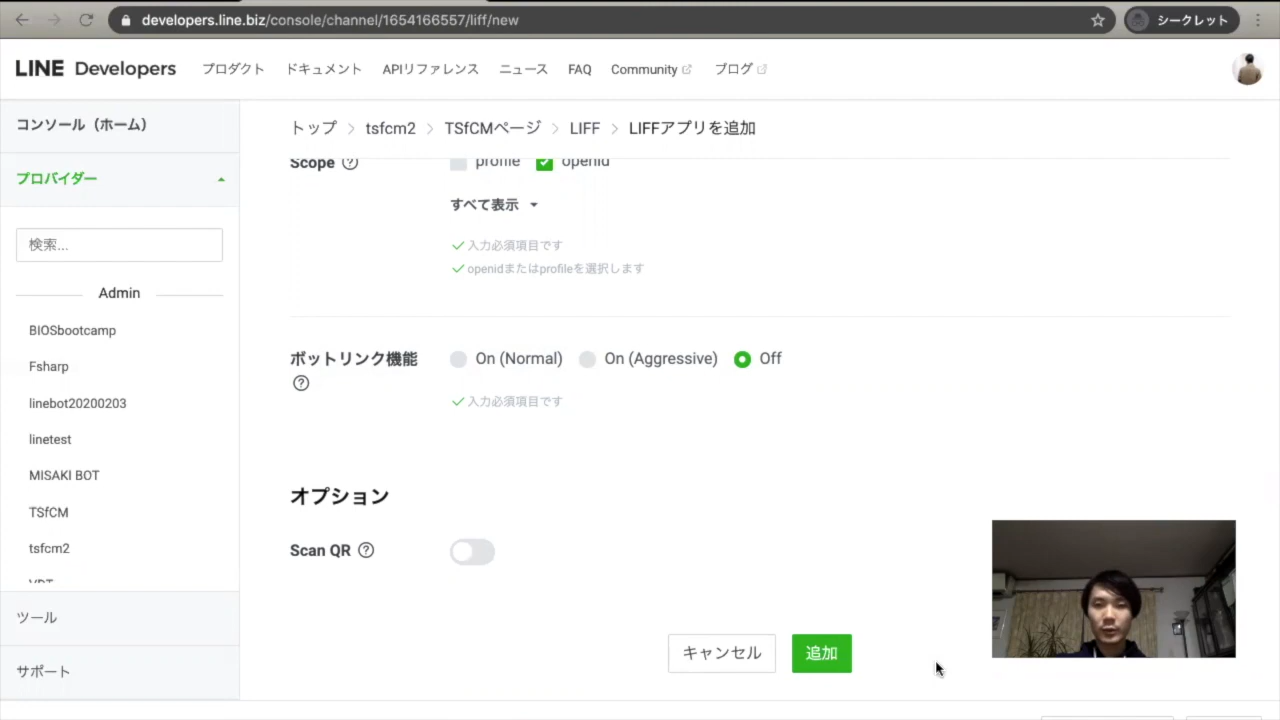 developers.line.biz/console/channel/1654166557/liff/new
シークレット
LINE Developers
プロダクト ドキュメント APIリファレンス ニュース FAQ Community ブログ
コンソール（ホーム）
プロバイダー
検索...
Admin
BIOSbootcamp
Fsharp
linebot20200203
linetest
MISAKI BOT
TSfCM
tsfcm2
ツール
サポート
トップ > tsfcm2 > TSfCMページ > LIFF > LIFFアプリを追加
Scope profile openid
すべて表示
入力必須項目です
openidまたはprofileを選択します
ボットリンク機能 On (Normal) On (Aggressive) Off
入力必須項目です
オプション
Scan QR
キャンセル 追加